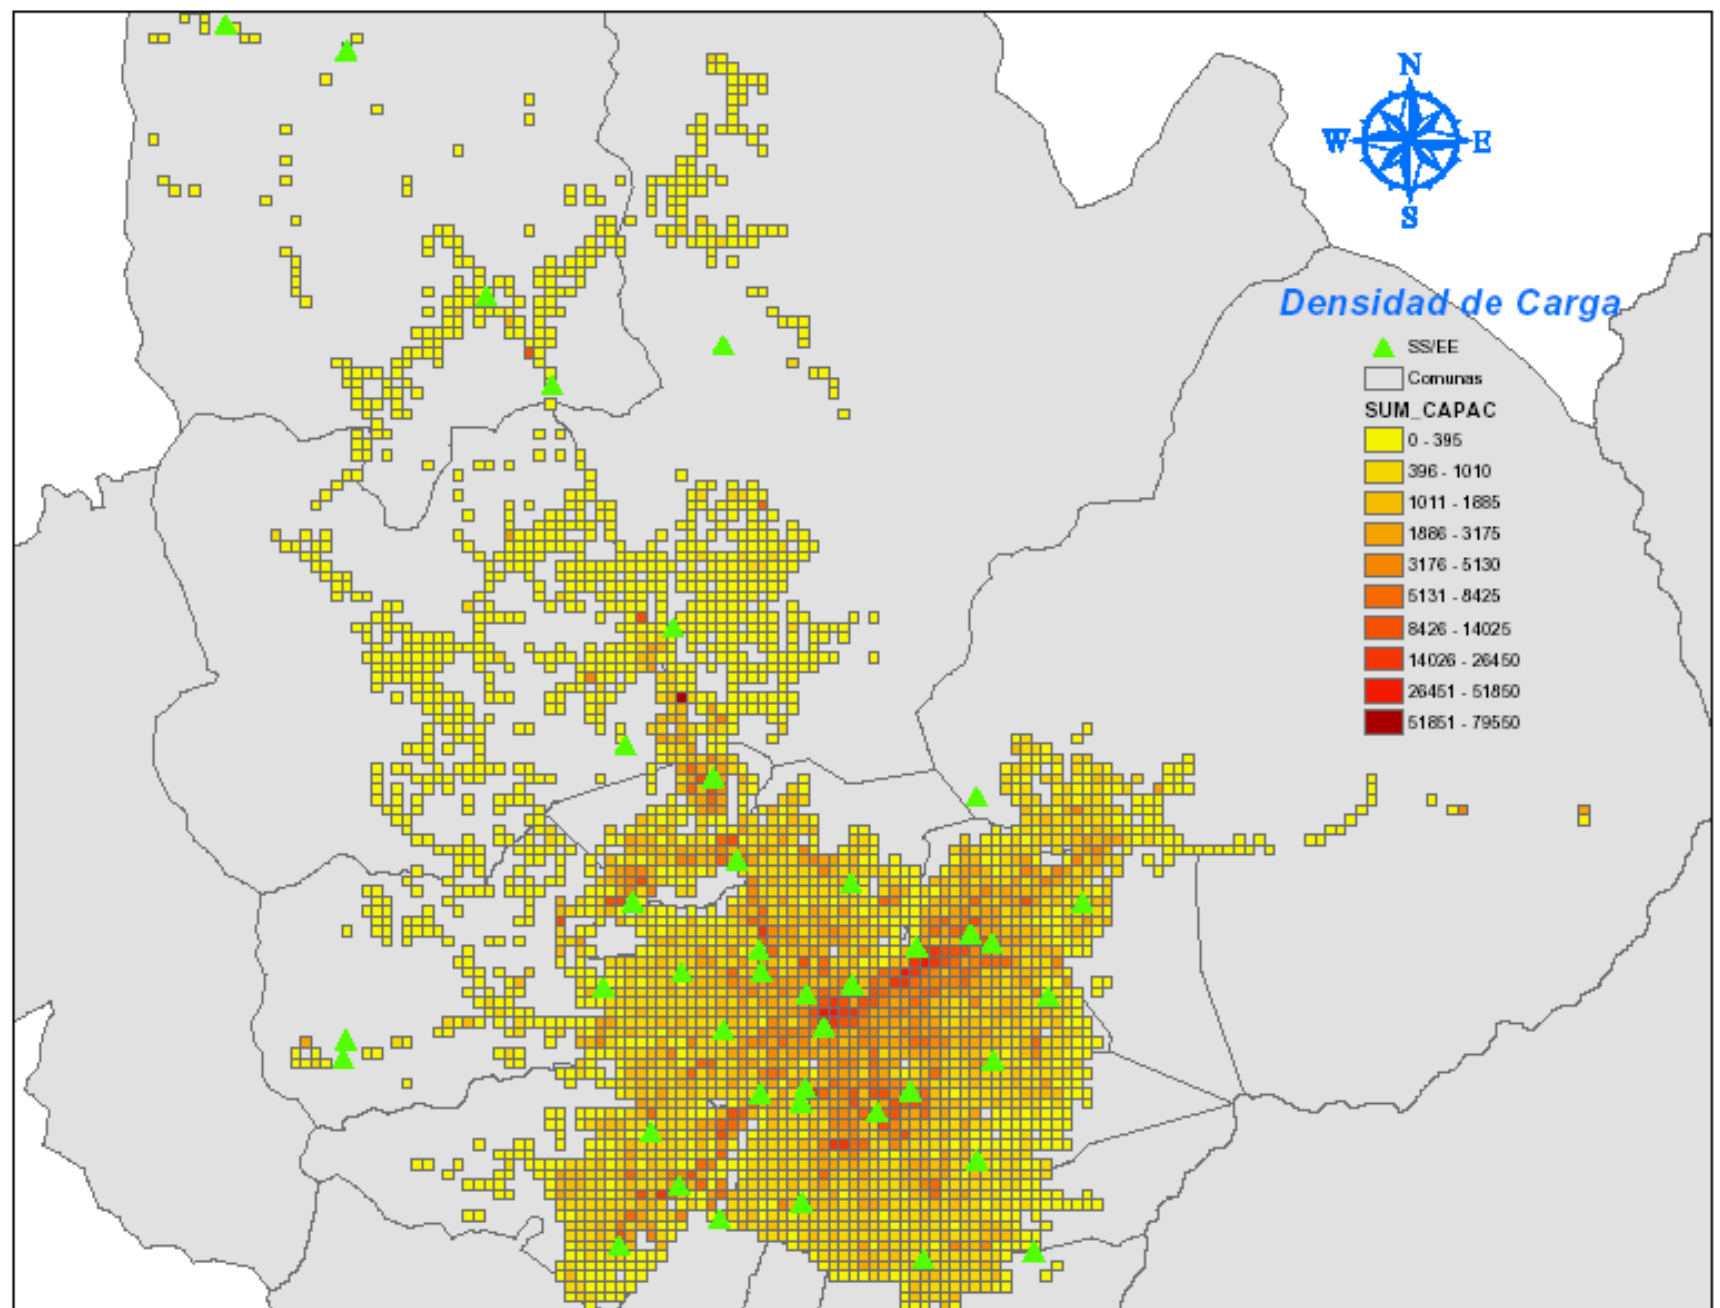 N
W E
S
Densidad de Carga
SS/EE
Comunas
SUM_CAPAC
0 - 395
396 - 1010
1011 - 1885
1886 - 3175
3176 - 5130
5131 - 8425
8426 - 14025
14026 - 26450
26451 - 51850
51851 - 79550